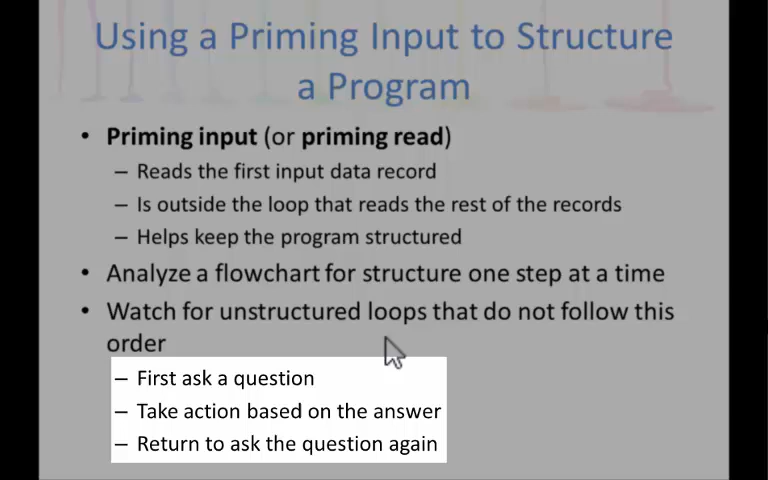 Using a Priming Input to Structure
a Program
• Priming input (or priming read)
– Reads the first input data record
– Is outside the loop that reads the rest of the records
– Helps keep the program structured
• Analyze a flowchart for structure one step at a time
• Watch for unstructured loops that do not follow this
order
– First ask a question
– Take action based on the answer
– Return to ask the question again